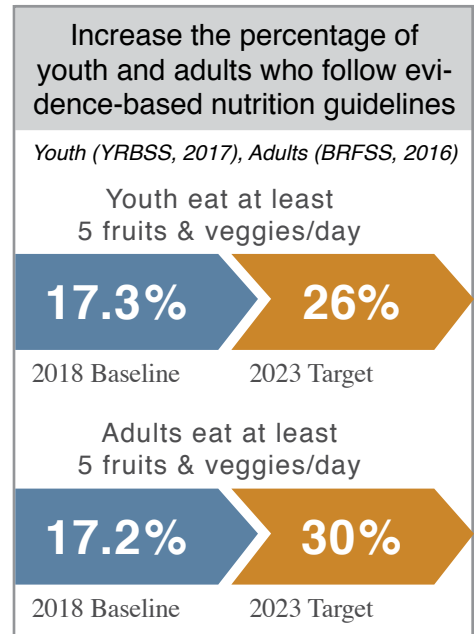 Increase the percentage of
youth and adults who follow evi-
dence-based nutrition guidelines
Youth (YRBSS, 2017), Adults (BRFSS, 2016)
Youth eat at least
5 fruits & veggies/day
17.3% 26%
2018 Baseline 2023 Target
Adults eat at least
5 fruits & veggies/day
17.2% 30%
2018 Baseline 2023 Target